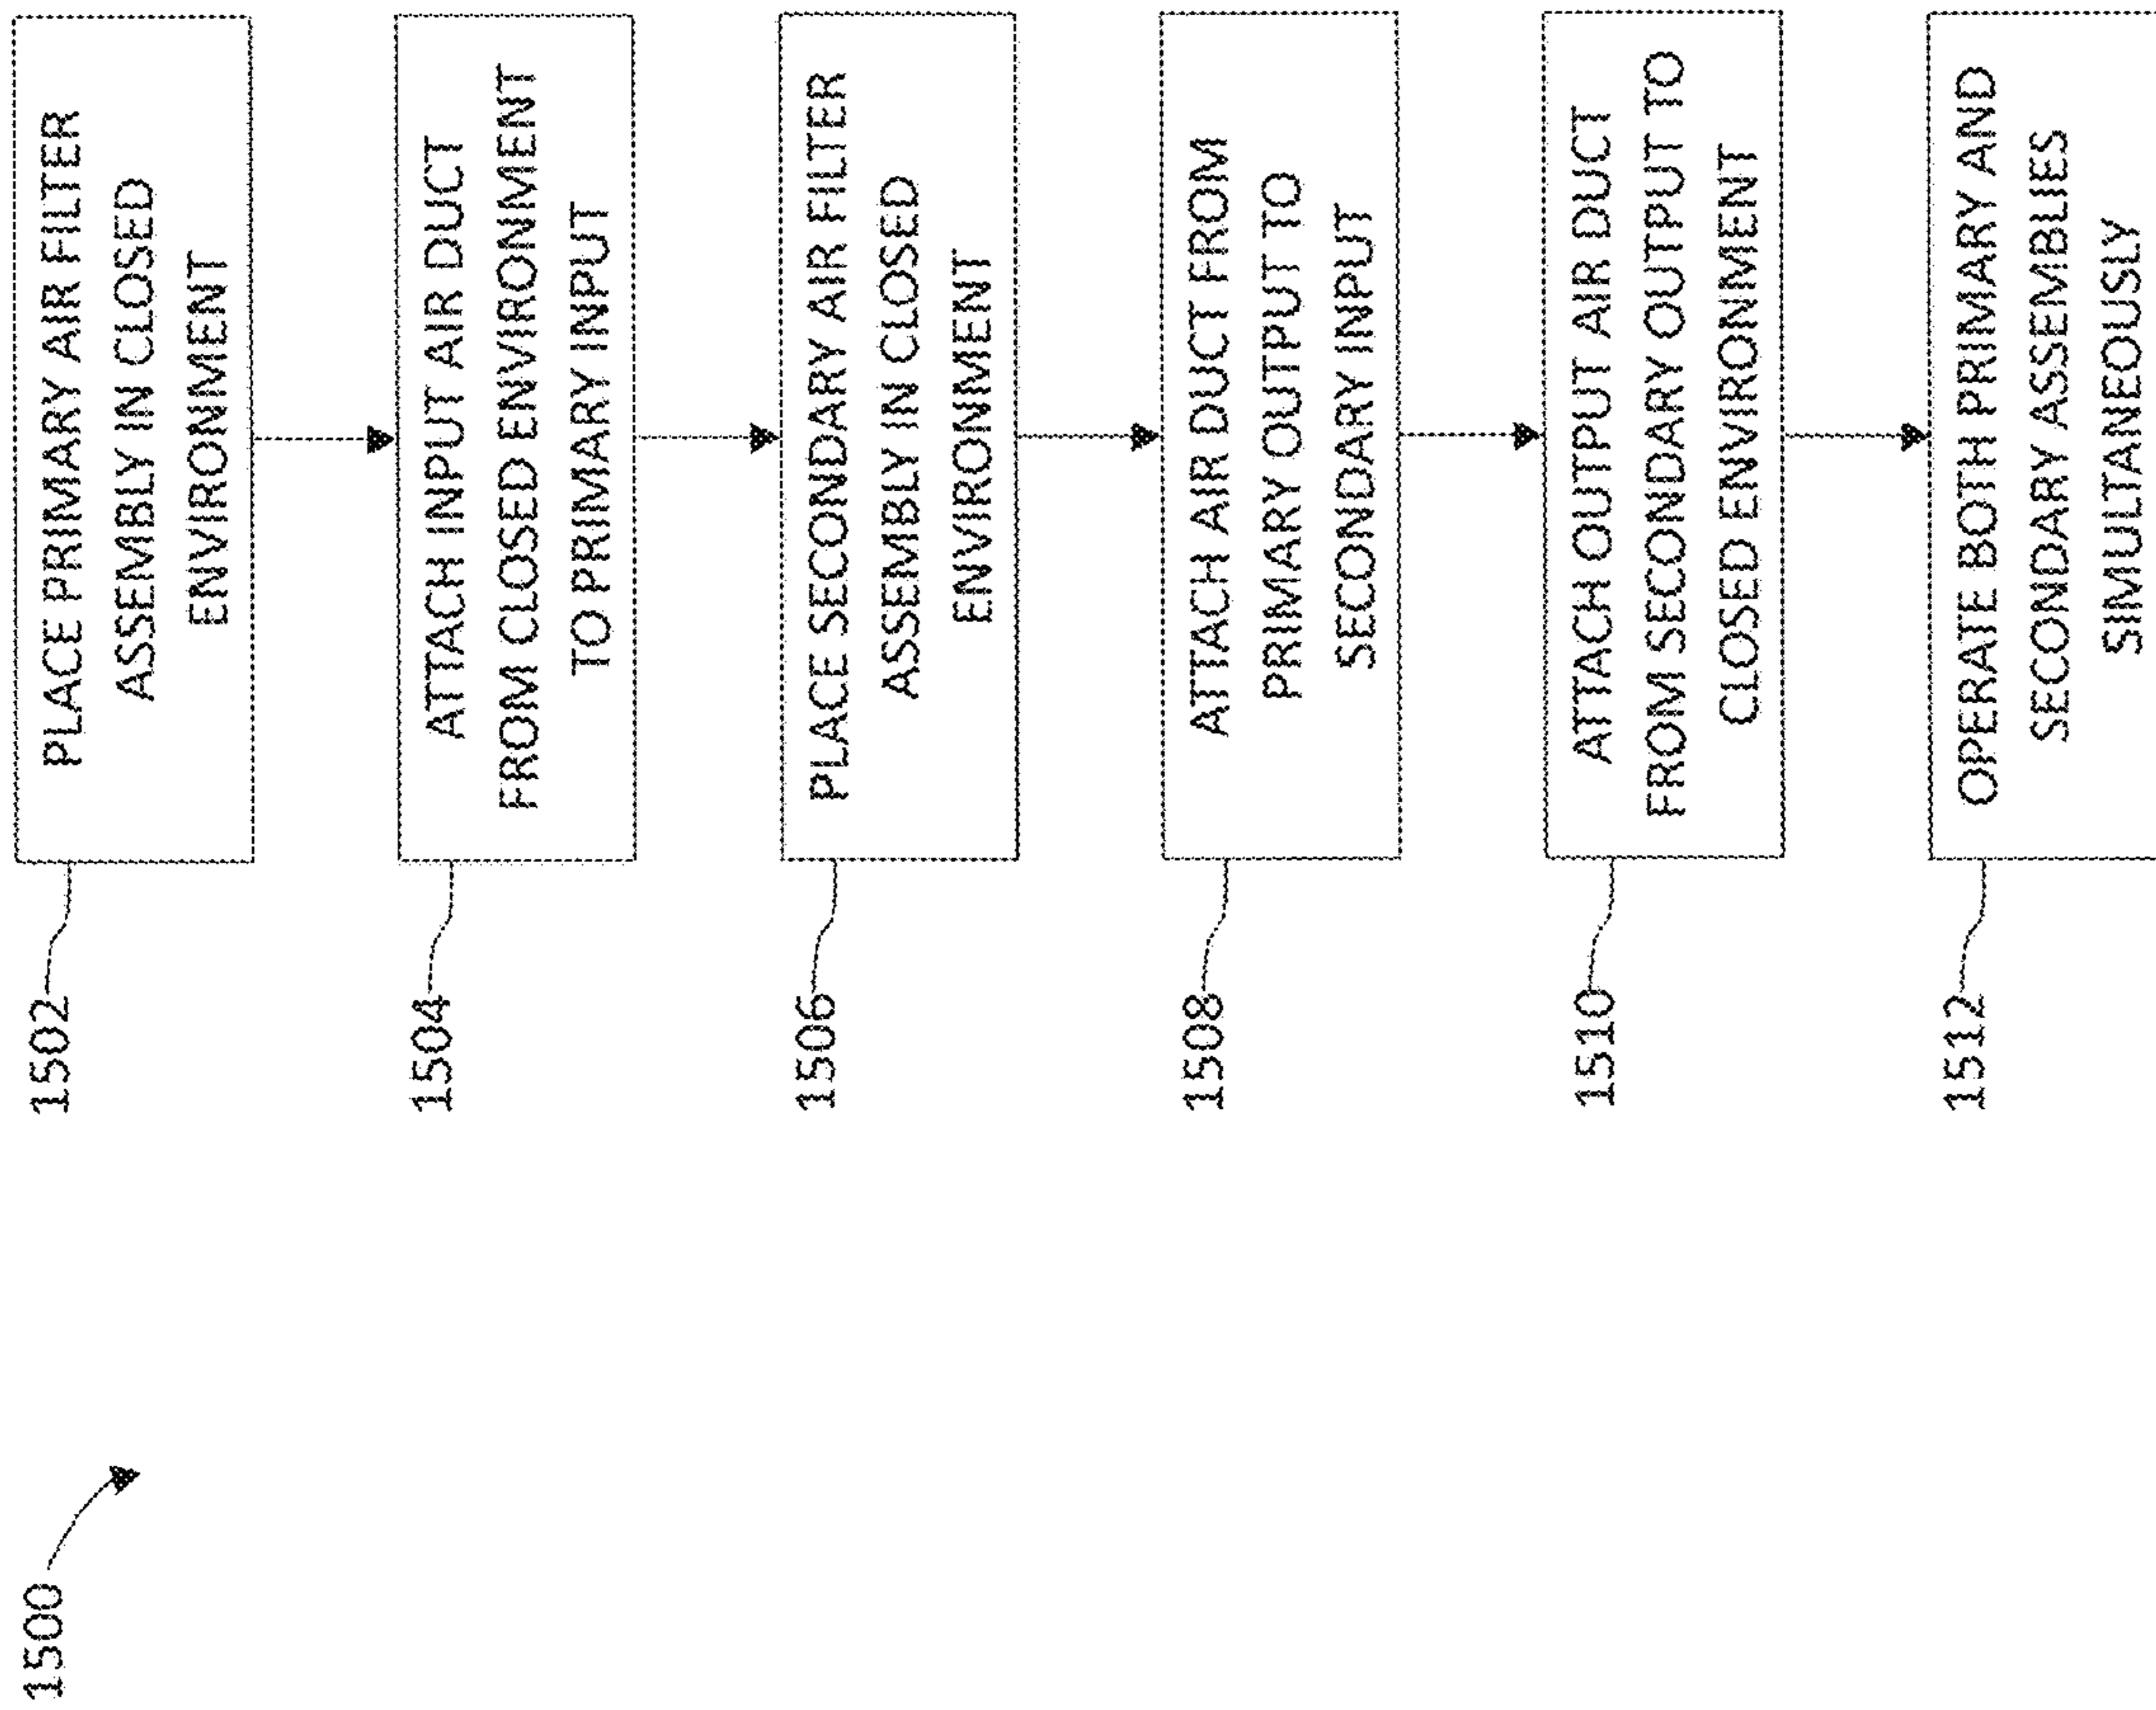 1500
1502
PLACE PRIMARY AIR FILTER
ASSEMBLY IN CLOSED
ENVIRONMENT
1504
ATTACH INPUT AIR DUCT
FROM CLOSED ENVIRONMENT
TO PRIMARY INPUT
1506
PLACE SECONDARY AIR FILTER
ASSEMBLY IN CLOSED
ENVIRONMENT
1508
ATTACH AIR DUCT FROM
PRIMARY OUTPUT TO
SECONDARY INPUT
1510
ATTACH OUTPUT AIR DUCT
FROM SECONDARY OUTPUT TO
CLOSED ENVIRONMENT
1512
OPERATE BOTH PRIMARY AND
SECONDARY ASSEMBLIES
SIMULTANEOUSLY